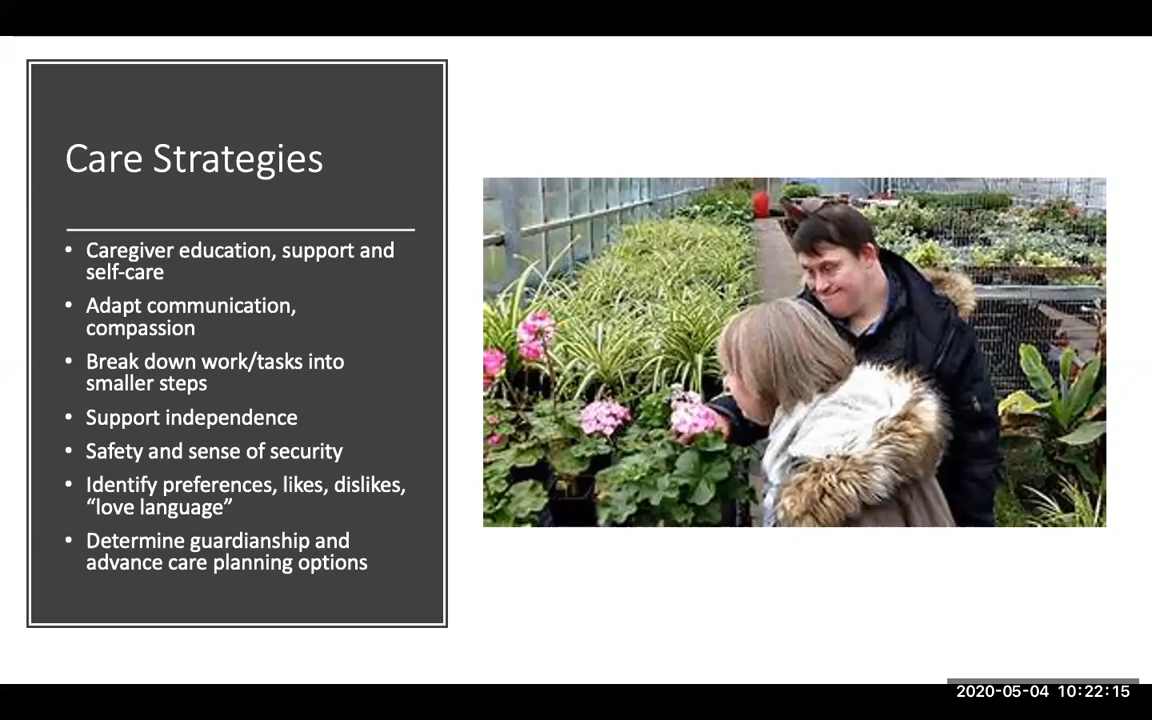 Care Strategies
• Caregiver education, support and
self-care
• Adapt communication,
compassion
• Break down work/tasks into
smaller steps
• Support independence
• Safety and sense of security
• Identify preferences, likes, dislikes,
“love language”
• Determine guardianship and
advance care planning options
2020-05-04 10:22:15